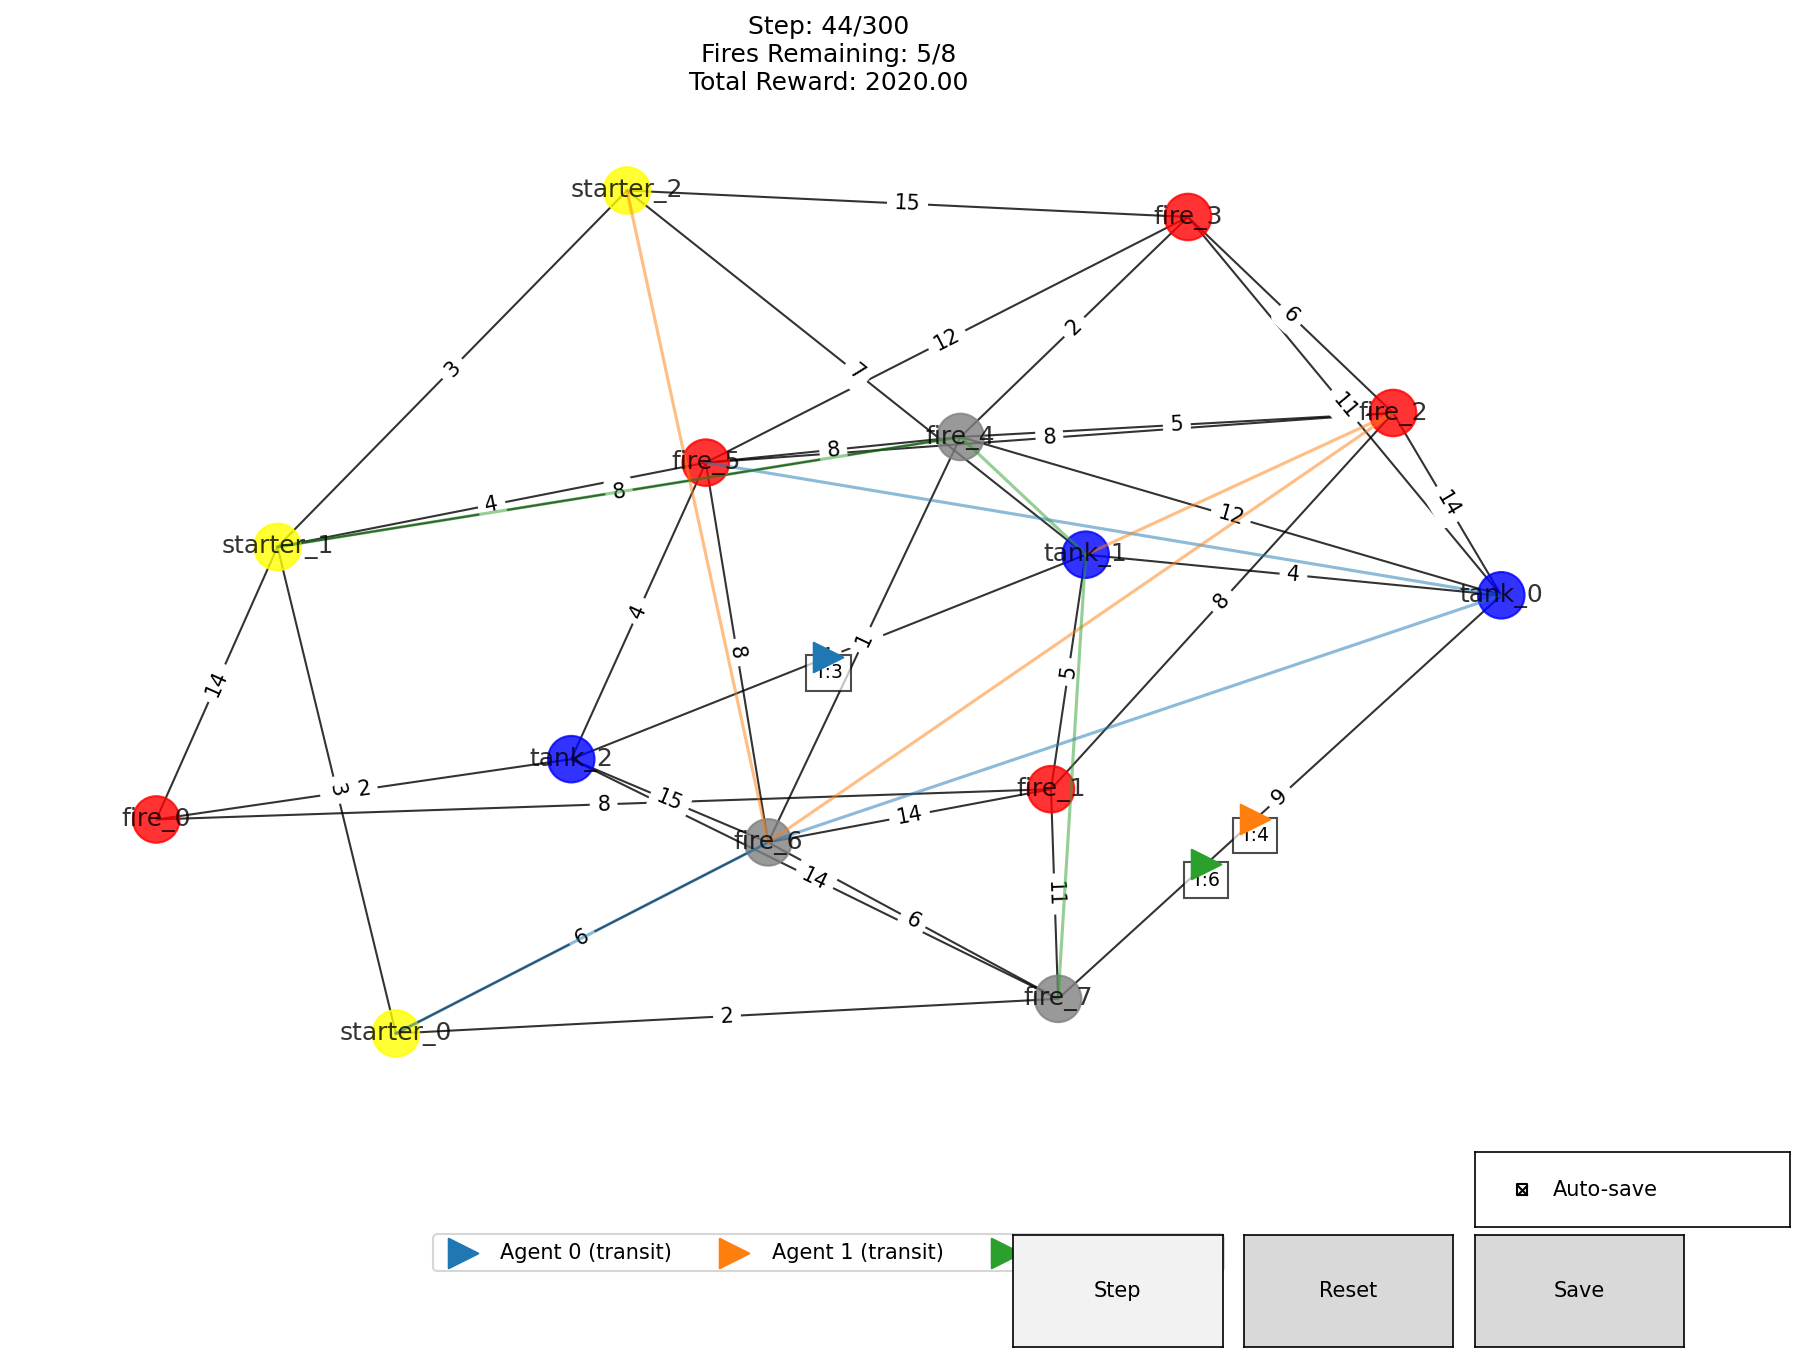 Step: 44/300
Fires Remaining: 5/8
Total Reward: 2020.00
starter_2
15
fire_3
3
7
12
2
6
11
fire_2
fire_4
5
8
8
fire_5
14
4
8
12
starter_1
tank_1
4
tank_0
4
8
1
8
T:3
5
14
tank_2
3
2
15
8
fire_1
9
fire_0
14
fire_6
T:4
14
T:6
11
6
6
fire_7
2
starter_0
Auto-save
Agent 0 (transit)
Agent 1 (transit)
Step
Reset
Save